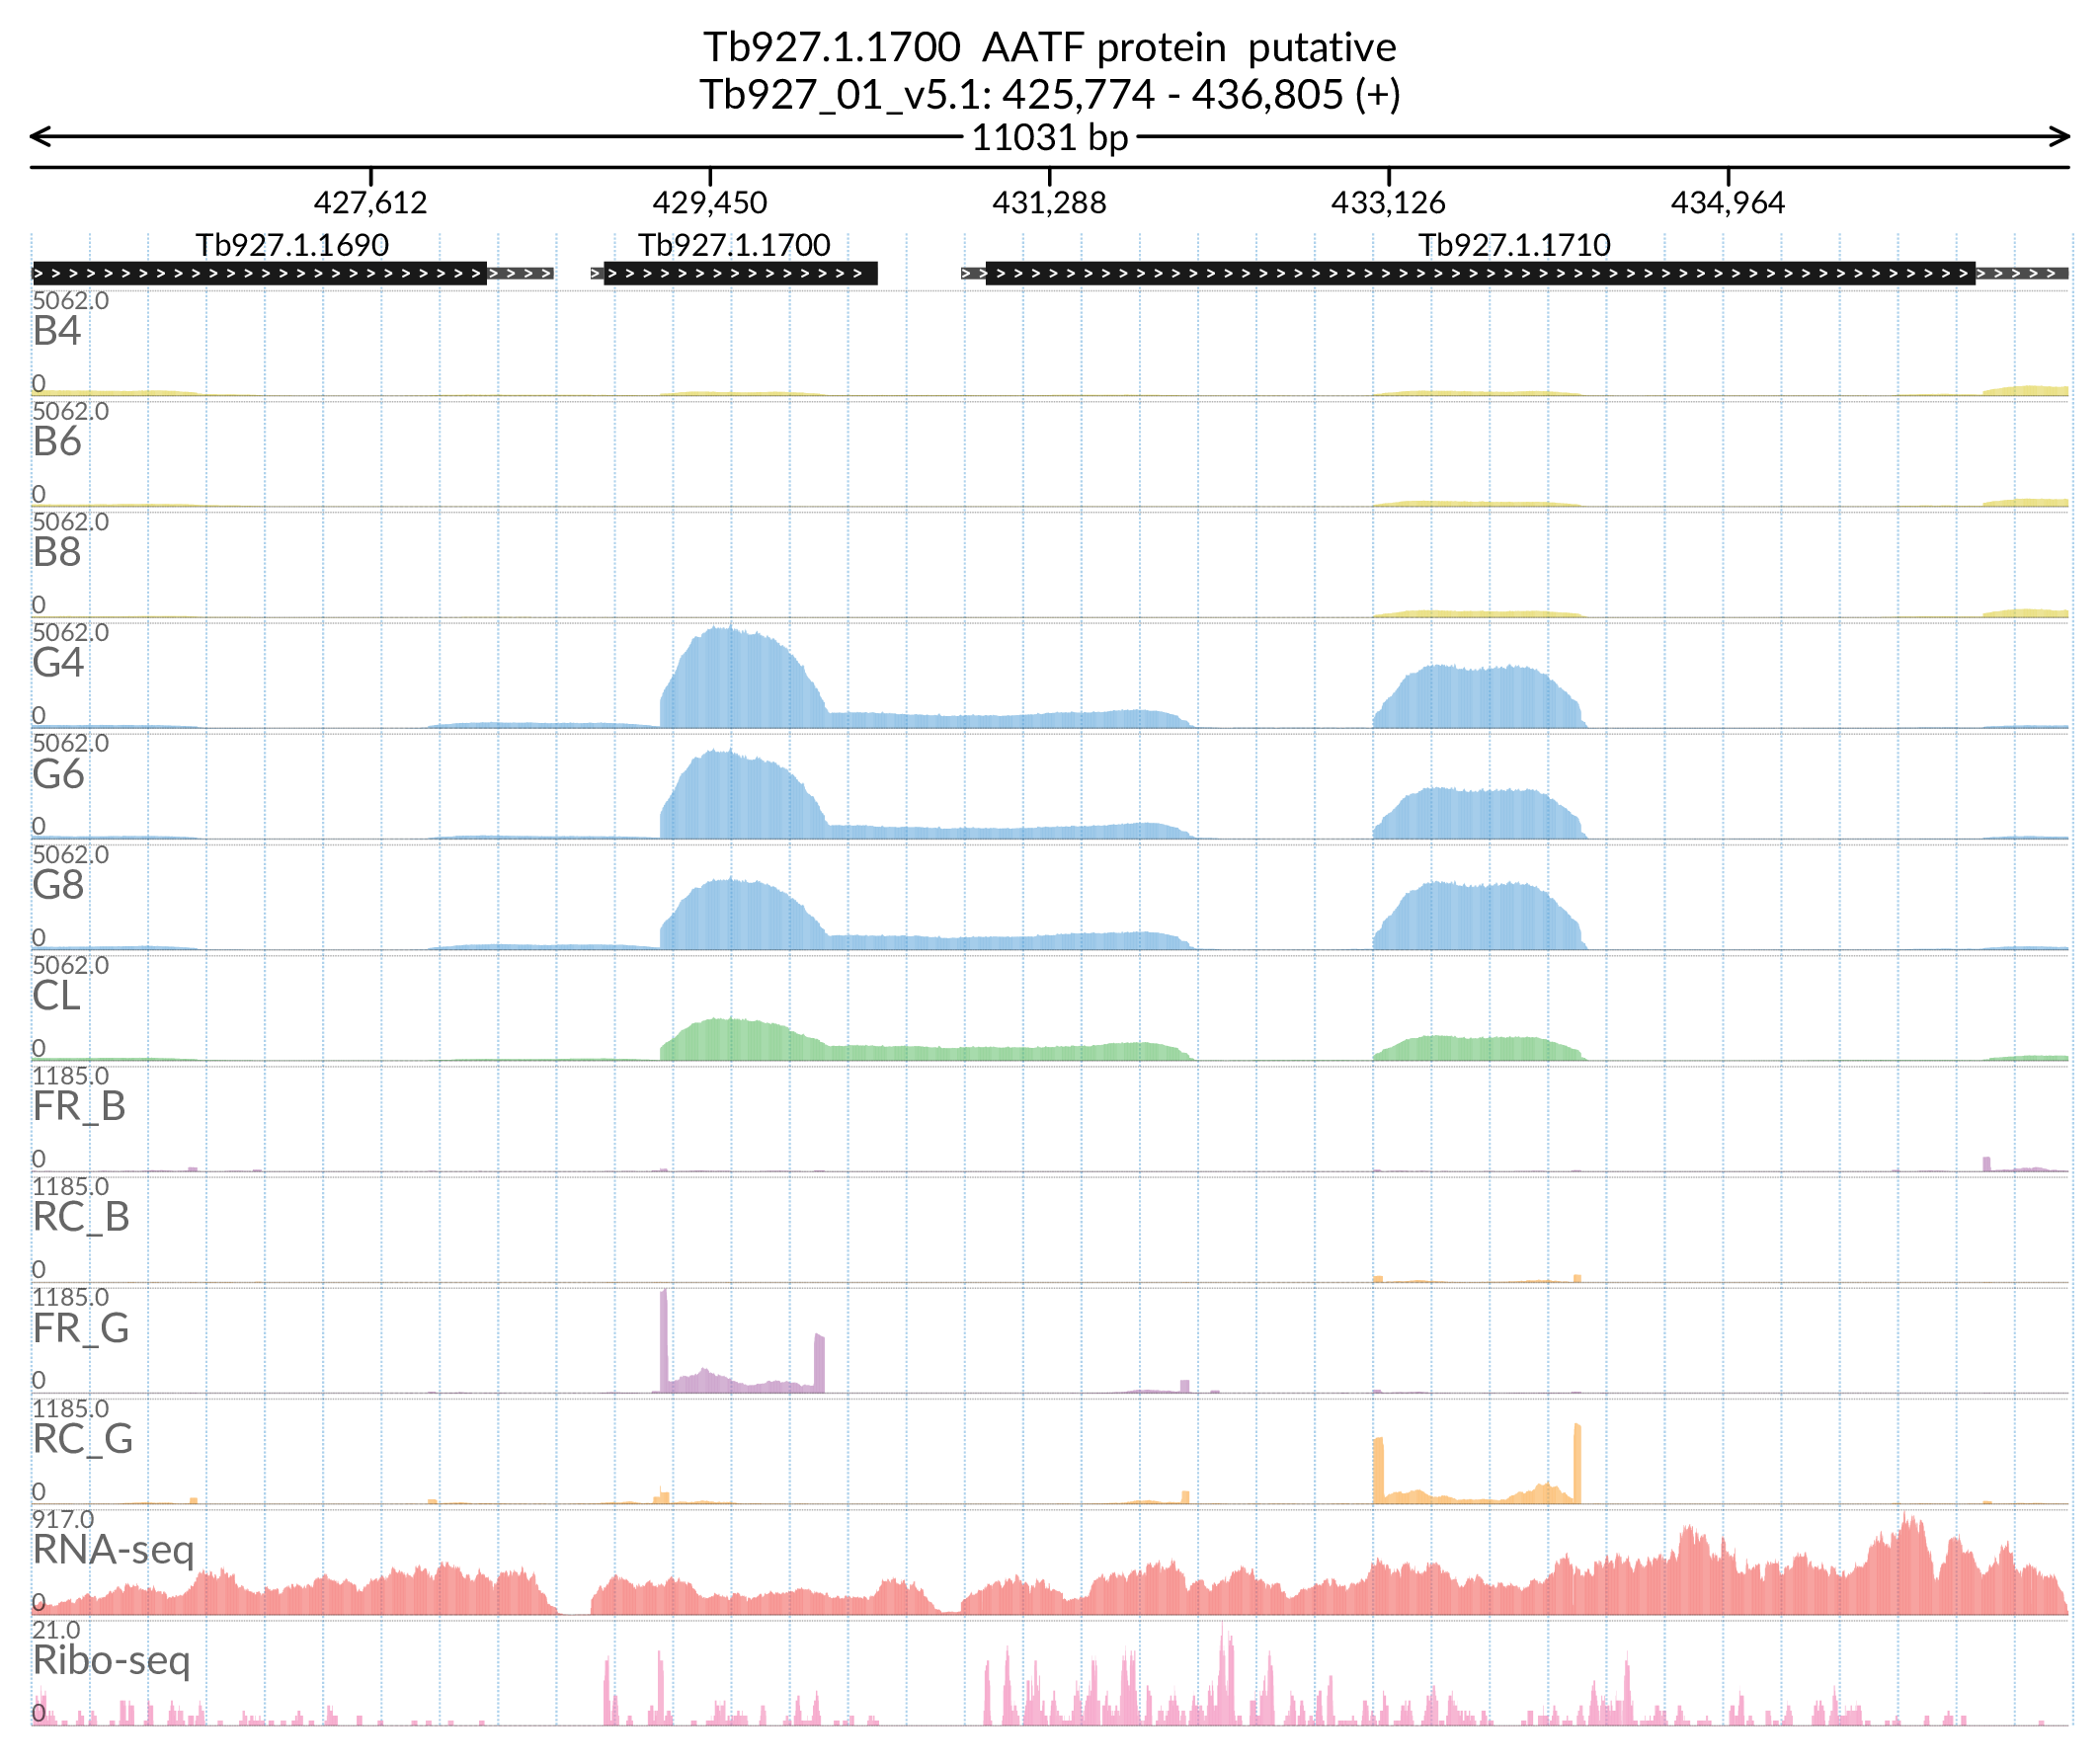 Tb927.1.1700 AATF protein putative
Tb927_01_v5.1: 425,774 - 436,805 (+)
11031 bp
427,612 429,450 431,288 433,126 434,964
Tb927.1.1690 Tb927.1.1700 Tb927.1.1710
5062.0
B4
0
5062.0
B6
0
5062.0
B8
0
5062.0
G4
0
5062.0
G6
0
5062.0
G8
0
5062.0
CL
0
1185.0
FR_B
0
1185.0
RC_B
0
1185.0
FR_G
0
1185.0
RC_G
0
917.0
RNA-seq
0
21.0
Ribo-seq
0